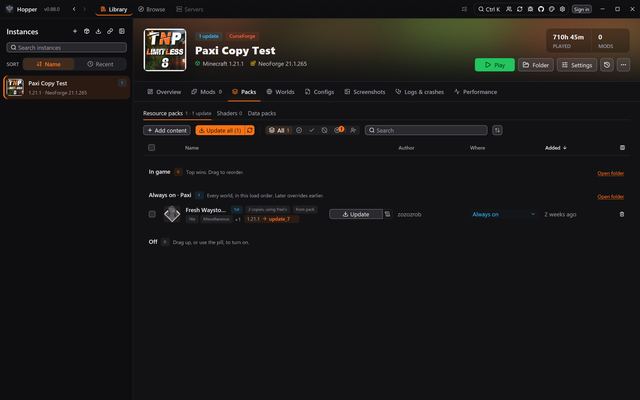 Hopper v0.88.0 Library Browse Servers Ctrl K Sign in
Instances
Search instances
SORT Name Recent
Paxi Copy Test 1
1.21.1 · NeoForge 21.1.265
TNP
LIMITLESS
8
1 update CurseForge
Paxi Copy Test
Minecraft 1.21.1 NeoForge 21.1.265
710h 45m
PLAYED
0
MODS
Play Folder Settings
Overview Mods 0 Packs Worlds Configs Screenshots Logs & crashes Performance
Resource packs 1 · 1 update Shaders 0 Data packs
Add content Update all (1) All 1 1 Search
Name Author Where Added
In game 0 Top wins. Drag to reorder. Open folder
Always on · Paxi 1 Every world, in this load order. Later overrides earlier. Open folder
Fresh Waysto... 2 copies, using Paxi's from pack
Miscellaneous +1 1.21.1 → update_7
Update zozozrob Always on 2 weeks ago
Off 0 Drag up, or use the pill, to turn on.